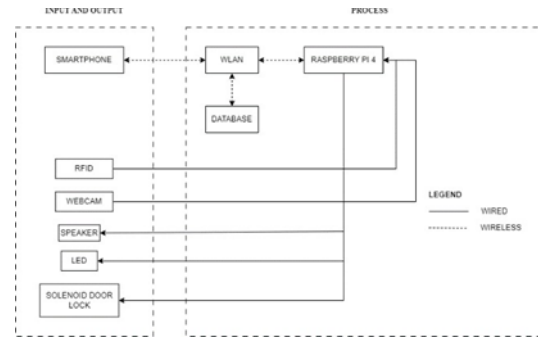 INPUT AND OUTPUT
PROCESS
SMARTPHONE
WLAN
RASPBERRY PI 4
DATABASE
RFID
WEBCAM
SPEAKER
LED
SOLENOID DOOR
LOCK
LEGEND
WIRED
WIRELESS